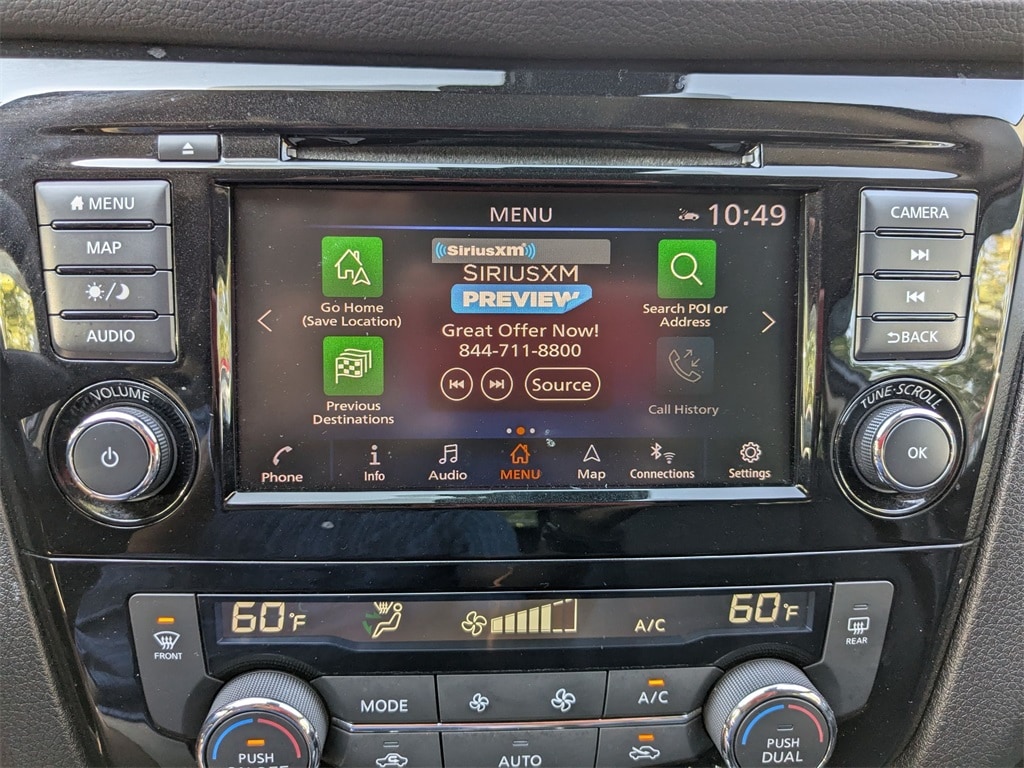 MENU
MAP
AUDIO
VOLUME
MENU
10:49
SiriusXM
SIRIUSXM
PREVIEW
Great Offer Now!
844-711-8800
Source
Go Home
(Save Location)
Previous
Destinations
Search POI or
Address
Call History
Phone
Info
Audio
MENU
Map
Connections
Settings
CAMERA
BACK
TUNE·SCROLL
OK
FRONT
60°F
A/C
60°F
REAR
MODE
A/C
PUSH
AUTO
PUSH
DUAL